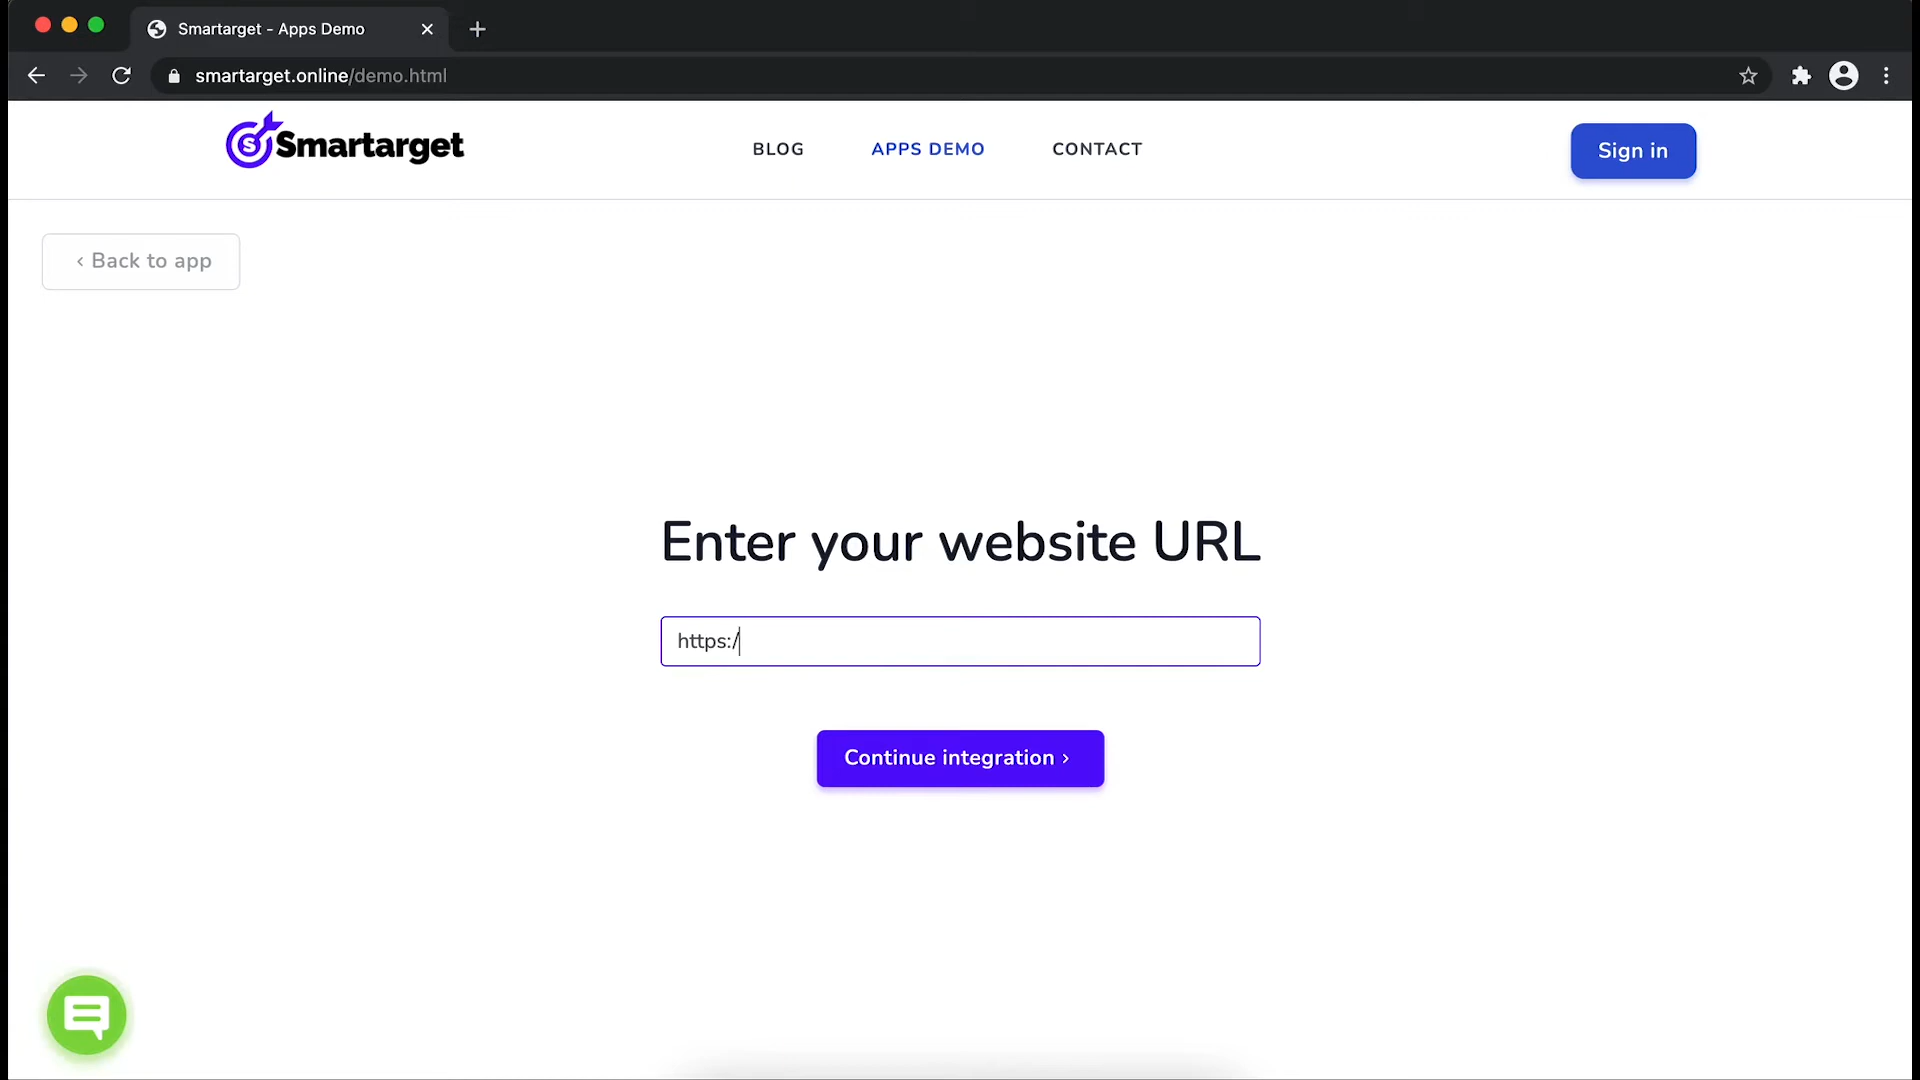 Smartarget - Apps Demo
smartarget.online/demo.html
Smartarget
BLOG
APPS DEMO
CONTACT
Sign in
‹ Back to app
Enter your website URL
https:/
Continue integration ›